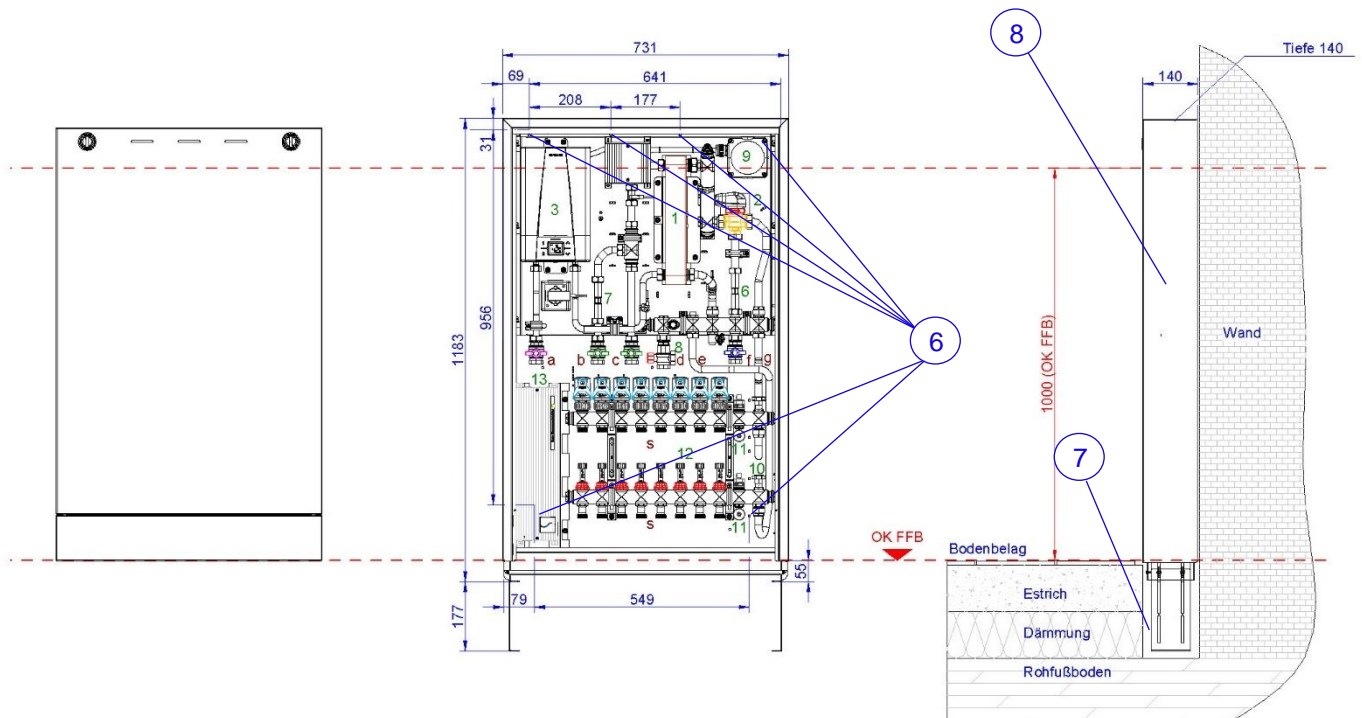 731
8
Tiefe 140
69
641
140
208
177
31
9
2
3
1
6
7
956
1183
1000 (OK FFB)
Wand
6
8
a
b
c
m
d
e
f
g
13
7
s
12
11
10
s
11
OK FFB
Bodenbelag
55
79
549
Estrich
177
Dämmung
Rohfußboden